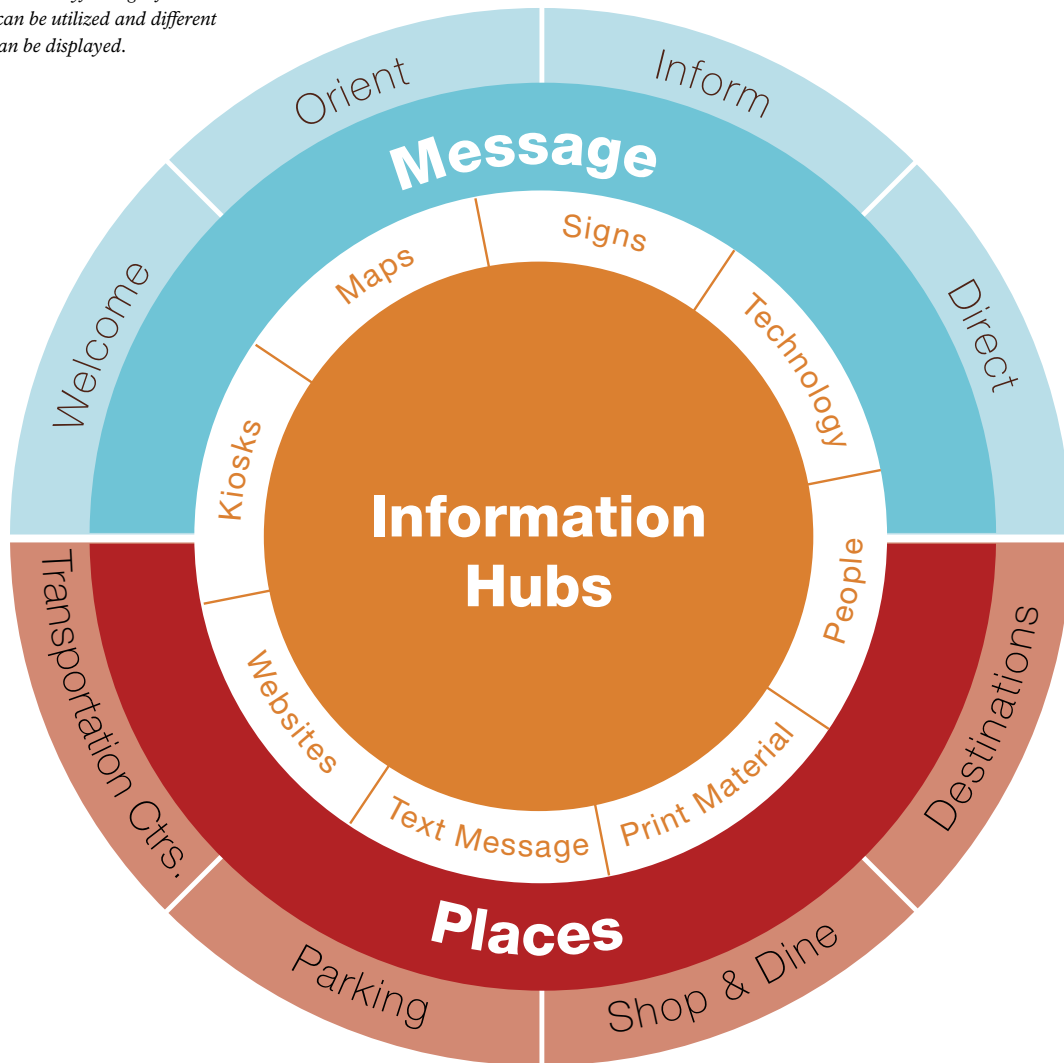 can be utilized and different
an be displayed.
Orient
Inform
Welcome
Direct
Message
Signs
Maps
Technology
Kiosks
People
Information
Hubs
Websites
Text Message
Print Material
Transportation Ctrs.
Destinations
Places
Parking
Shop & Dine